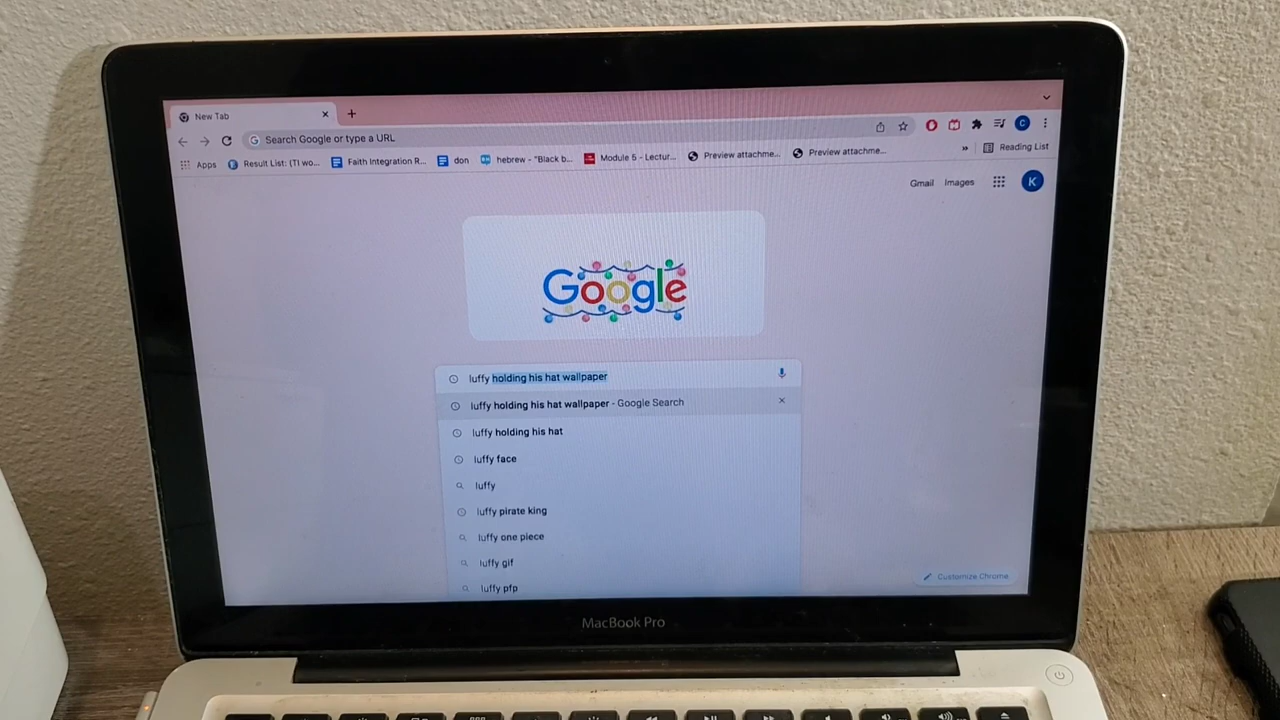 New Tab
Search Google or type a URL
Apps Result List: (TI wo... Faith Integration R... don hebrew - "Black b... Module 5 - Lectur... Preview attachme... Preview attachme... » Reading List
C
Gmail Images K
Google
luffy holding his hat wallpaper
luffy holding his hat wallpaper - Google Search
luffy holding his hat
luffy face
luffy
luffy pirate king
luffy one piece
luffy gif
luffy pfp
Customize Chrome
MacBook Pro